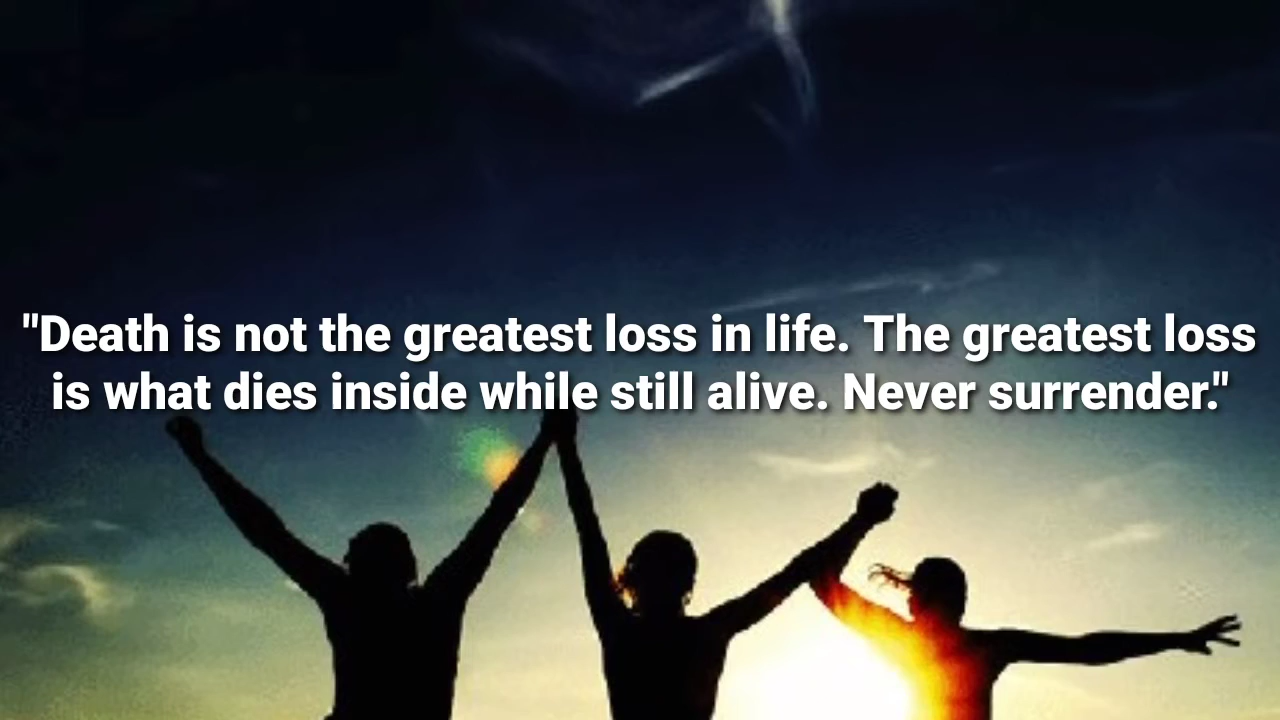 "Death is not the greatest loss in life. The greatest loss
is what dies inside while still alive. Never surrender."